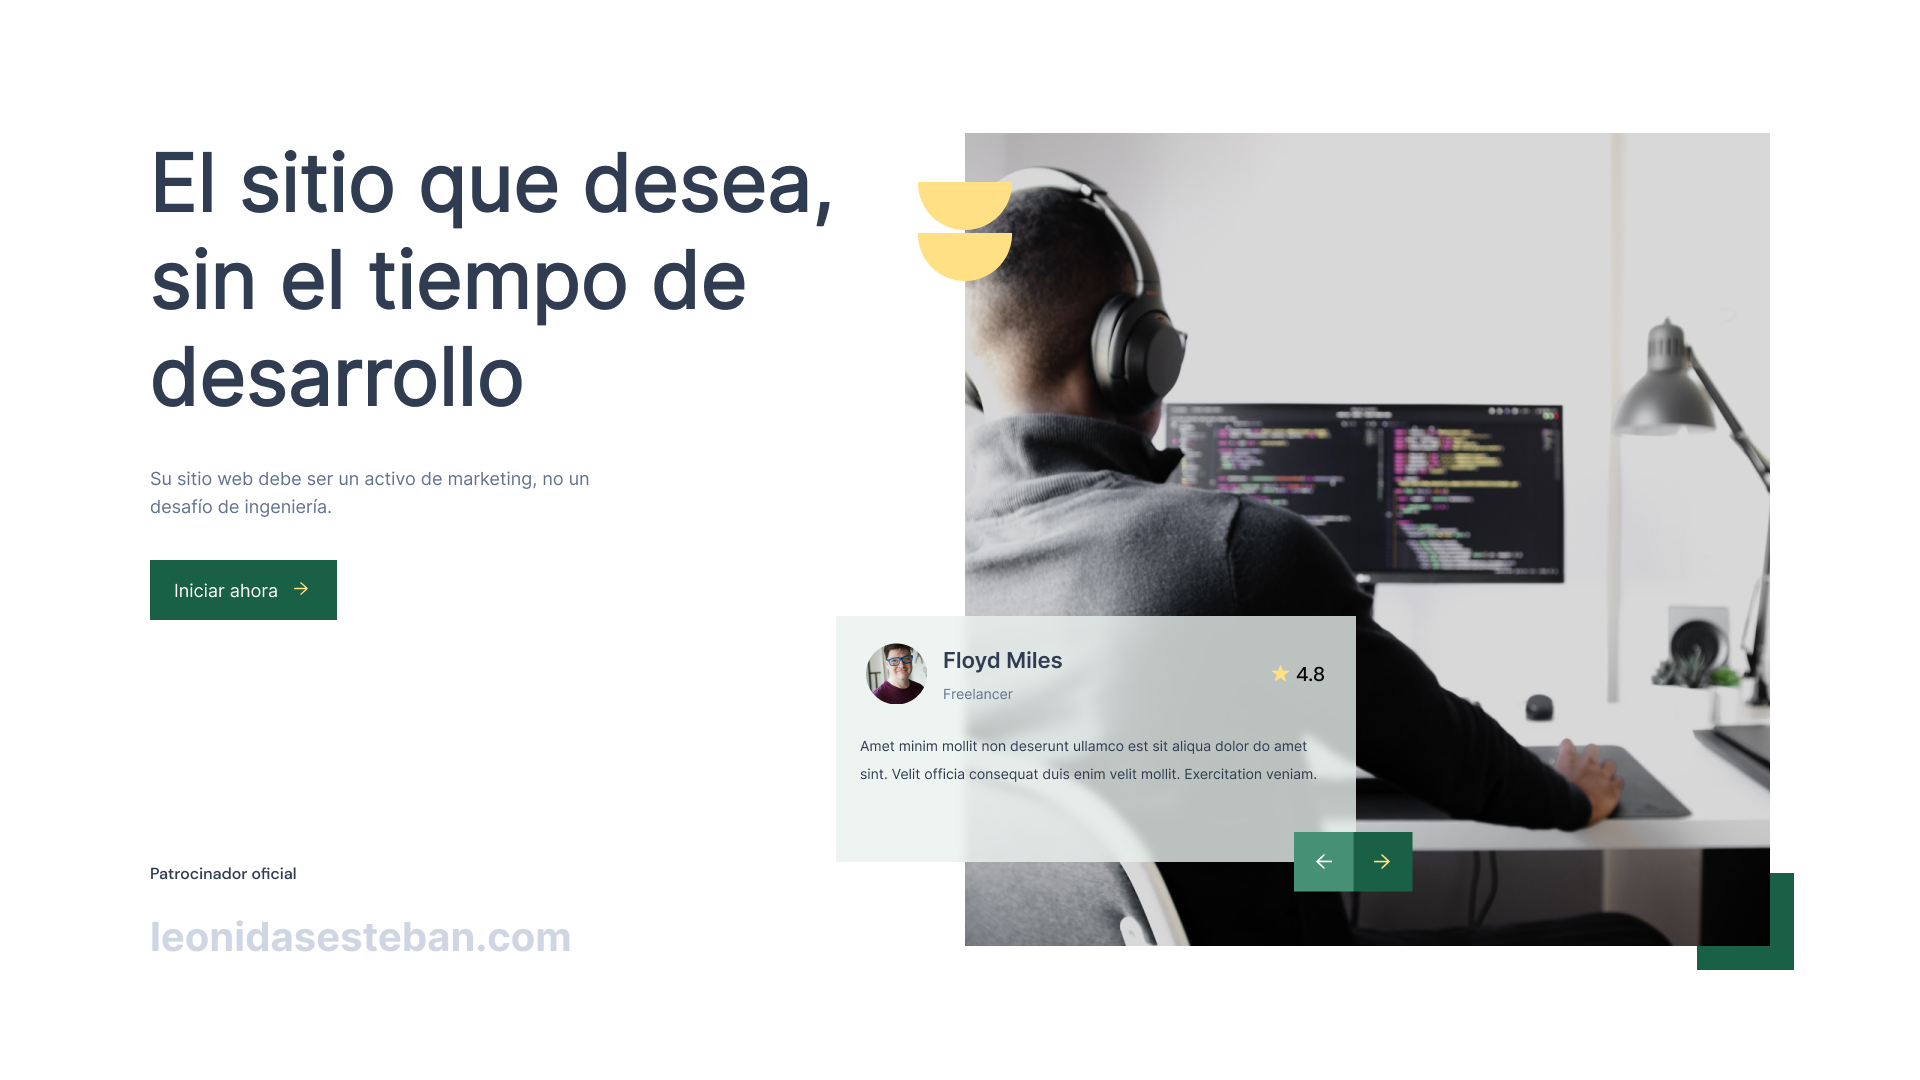 El sitio que desea,
sin el tiempo de
desarrollo
Su sitio web debe ser un activo de marketing, no un
desafío de ingeniería.
Iniciar ahora
Floyd Miles
Freelancer
4.8
Amet minim mollit non deserunt ullamco est sit aliqua dolor do amet
sint. Velit officia consequat duis enim velit mollit. Exercitation veniam.
Patrocinador oficial
leonidasesteban.com